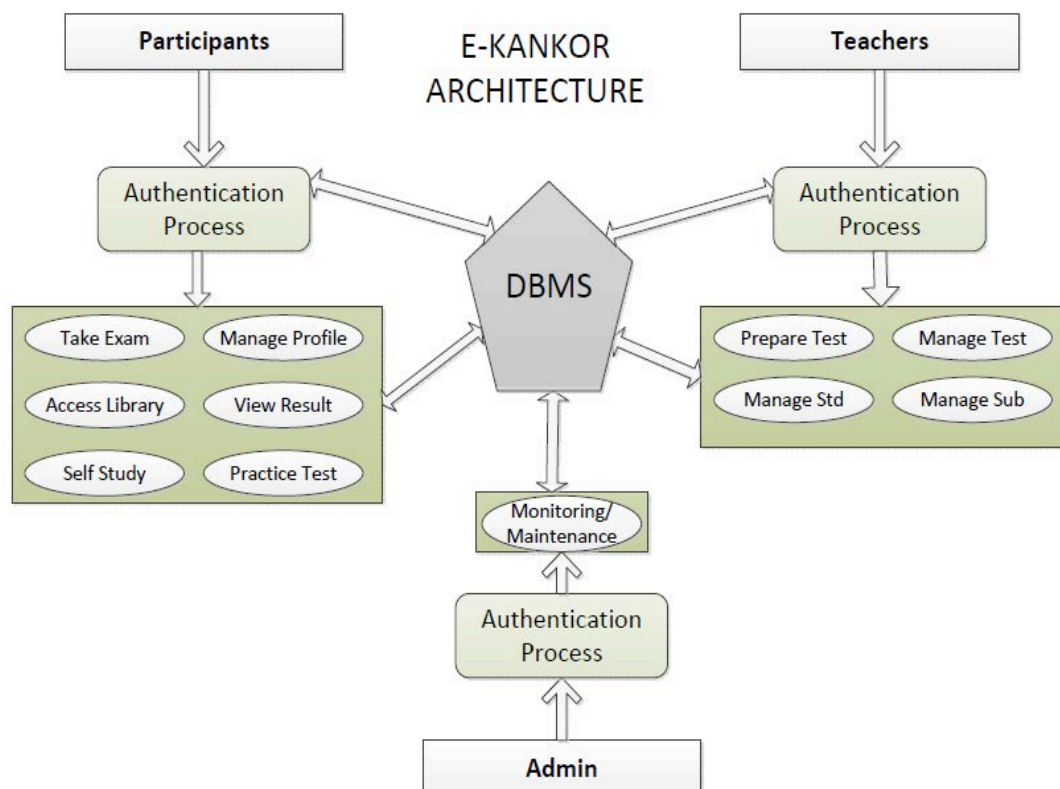 Participants
E-KANKOR
ARCHITECTURE
Teachers
Authentication
Process
Authentication
Process
DBMS
Take Exam
Manage Profile
Access Library
View Result
Self Study
Practice Test
Prepare Test
Manage Test
Manage Std
Manage Sub
Monitoring/
Maintenance
Authentication
Process
Admin